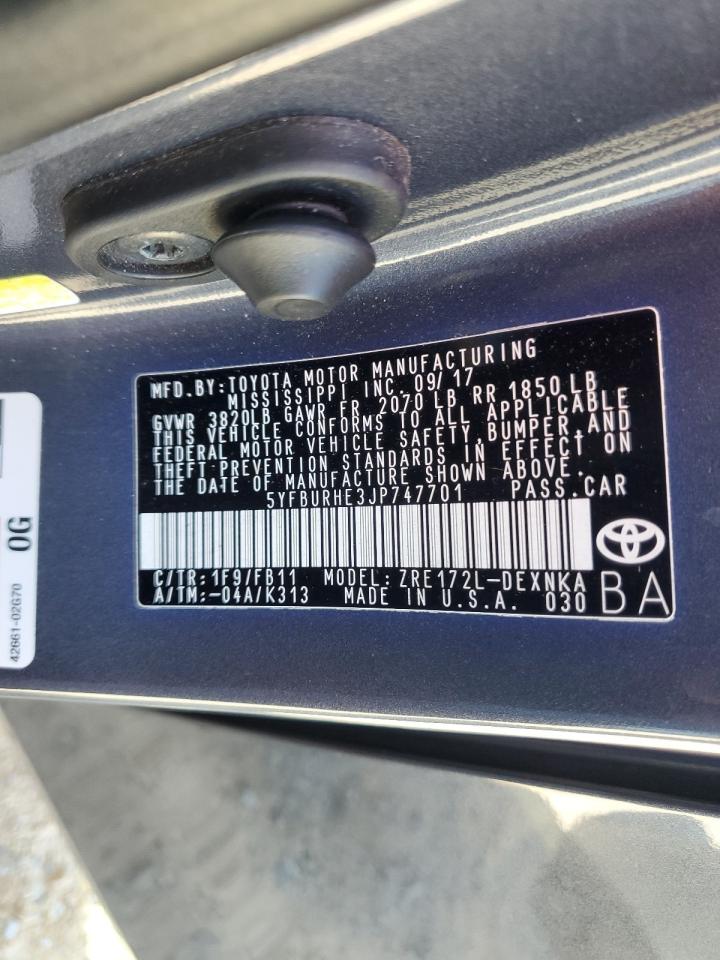 MFD.BY:TOYOTA MOTOR MANUFACTURING
MISSISSIPPI INC. 09/17
GVWR 3820LB GAWR FR 2070 LB RR 1850 LB
THIS VEHICLE CONFORMS TO ALL APPLICABLE
FEDERAL MOTOR VEHICLE SAFETY,BUMPER,AND
THEFT PREVENTION STANDARDS IN EFFECT ON
THE DATE OF MANUFACTURE SHOWN ABOVE.
5YFBURHE3JP747701 PASS.CAR
C/TR:1F9/FB11 MODEL: ZRE172L-DEXNKA
A/TM:-04A/K313 MADE IN U.S.A. 030
BA
0G
42661-02G70